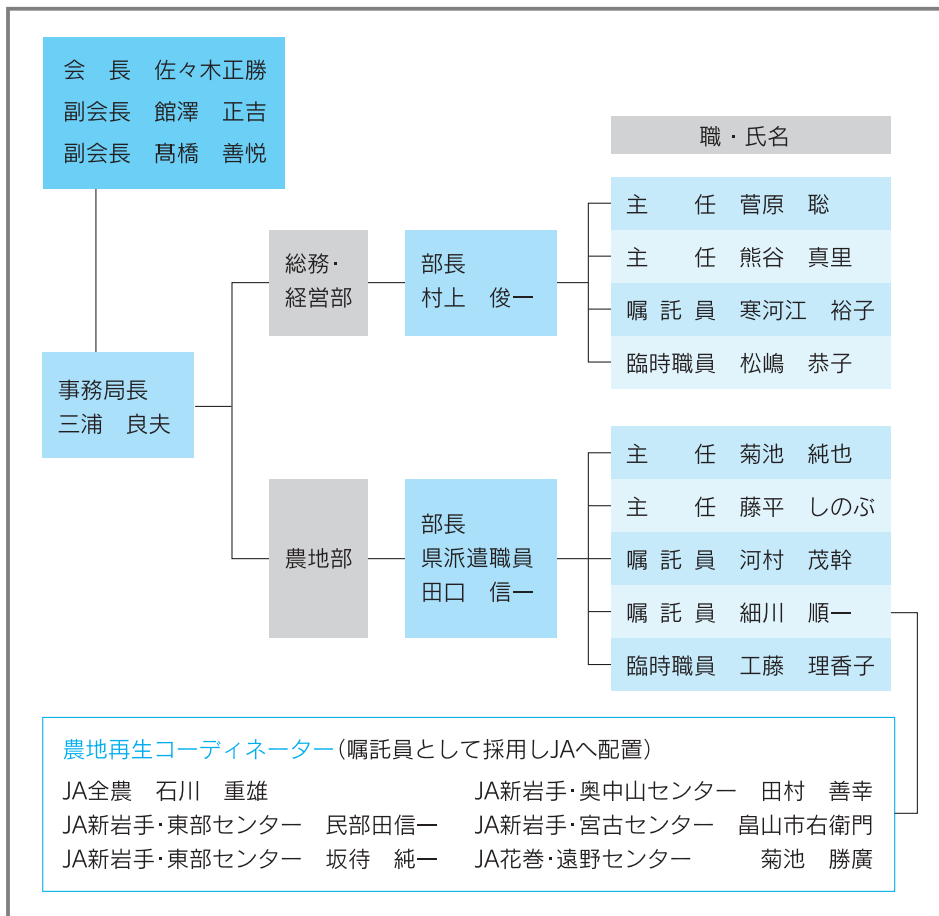 会　長　佐々木正勝
副会長　館澤　正吉
副会長　髙橋　善悦
事務局長
三浦　良夫
総務・
経営部
部長
村上　俊一
職・氏名
主　　任　菅原　聡
主　　任　熊谷　真里
嘱 託 員　寒河江　裕子
臨時職員　松嶋　恭子
農地部
部長
県派遣職員
田口　信一
主　　任　菊池　純也
主　　任　藤平　しのぶ
嘱 託 員　河村　茂幹
嘱 託 員　細川　順一
臨時職員　工藤　理香子
農地再生コーディネーター(嘱託員として採用しJAへ配置)
JA全農　石川　重雄
JA新岩手・東部センター　民部田信一
JA新岩手・東部センター　坂待　純一
JA新岩手・奥中山センター　田村　善幸
JA新岩手・宮古センター　畠山市右衛門
JA花巻・遠野センター　菊池　勝廣